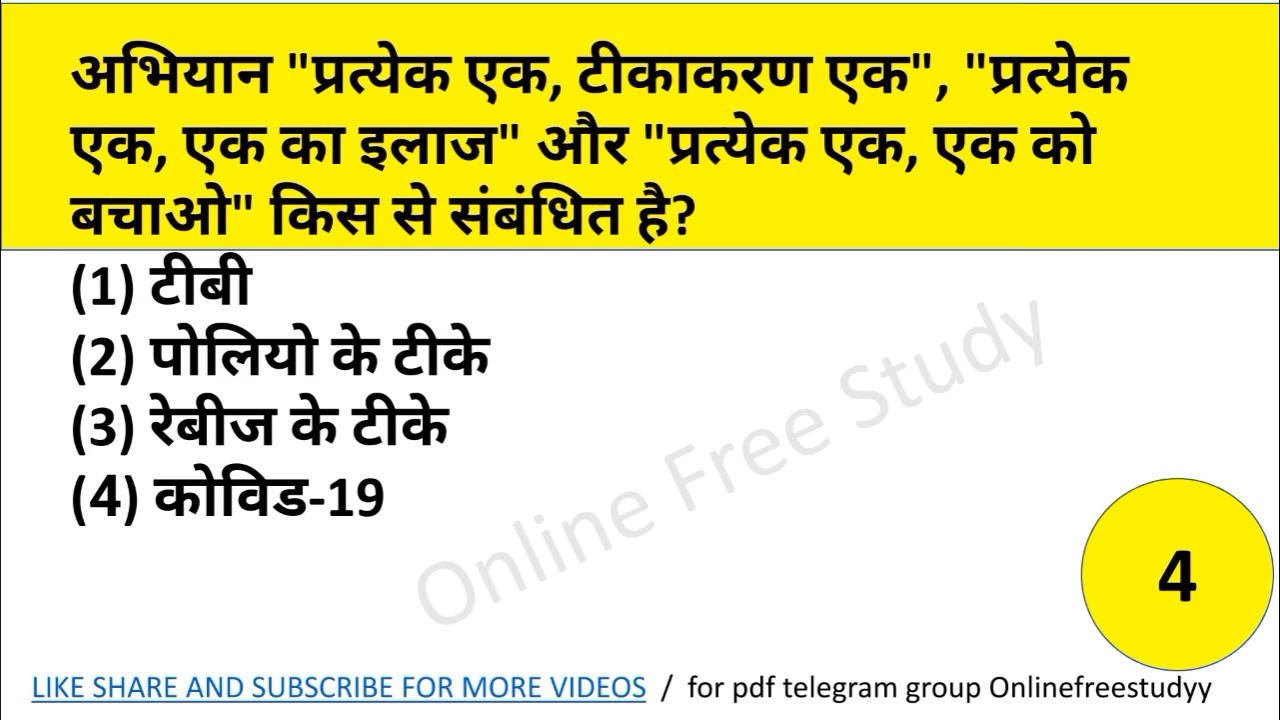 अभियान "प्रत्येक एक, टीकाकरण एक", "प्रत्येक
एक, एक का इलाज" और "प्रत्येक एक, एक को
बचाओ" किस से संबंधित है?
(1) टीबी
(2) पोलियो के टीके
(3) रेबीज के टीके
(4) कोविड-19
Online Free Study
4
LIKE SHARE AND SUBSCRIBE FOR MORE VIDEOS / for pdf telegram group Onlinefreestudyy